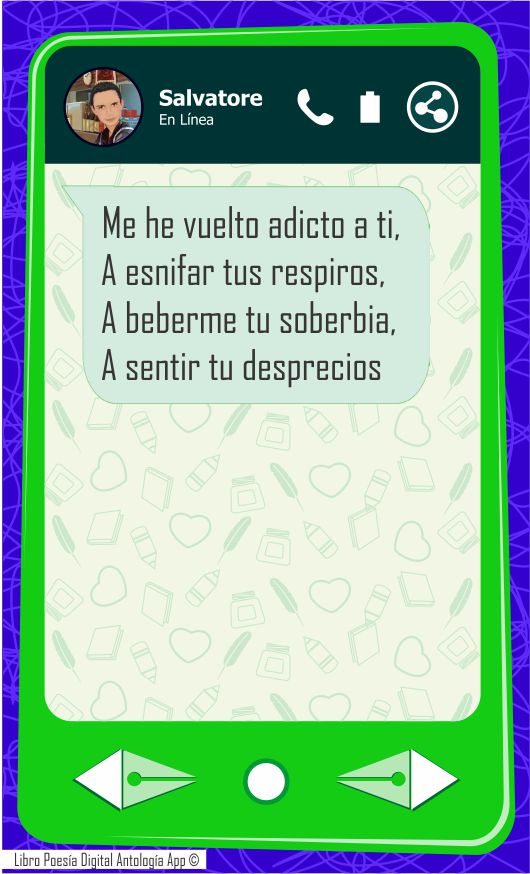 Salvatore
En Línea
Me he vuelto adicto a ti,
A esnifar tus respiros,
A beberme tu soberbia,
A sentir tu desprecios
Libro Poesía Digital Antología App ©